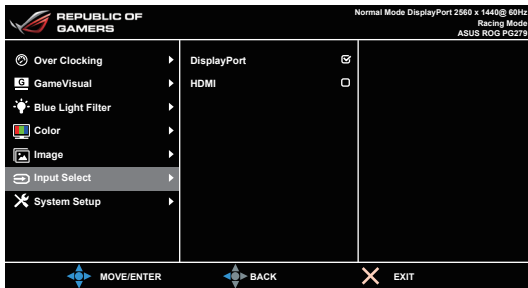 REPUBLIC OF
GAMERS
Normal Mode DisplayPort 2560 x 1440@ 60Hz
Racing Mode
ASUS ROG PG279
Over Clocking
DisplayPort
G GameVisual
HDMI
Blue Light Filter
Color
Image
Input Select
System Setup
MOVE/ENTER
BACK
EXIT